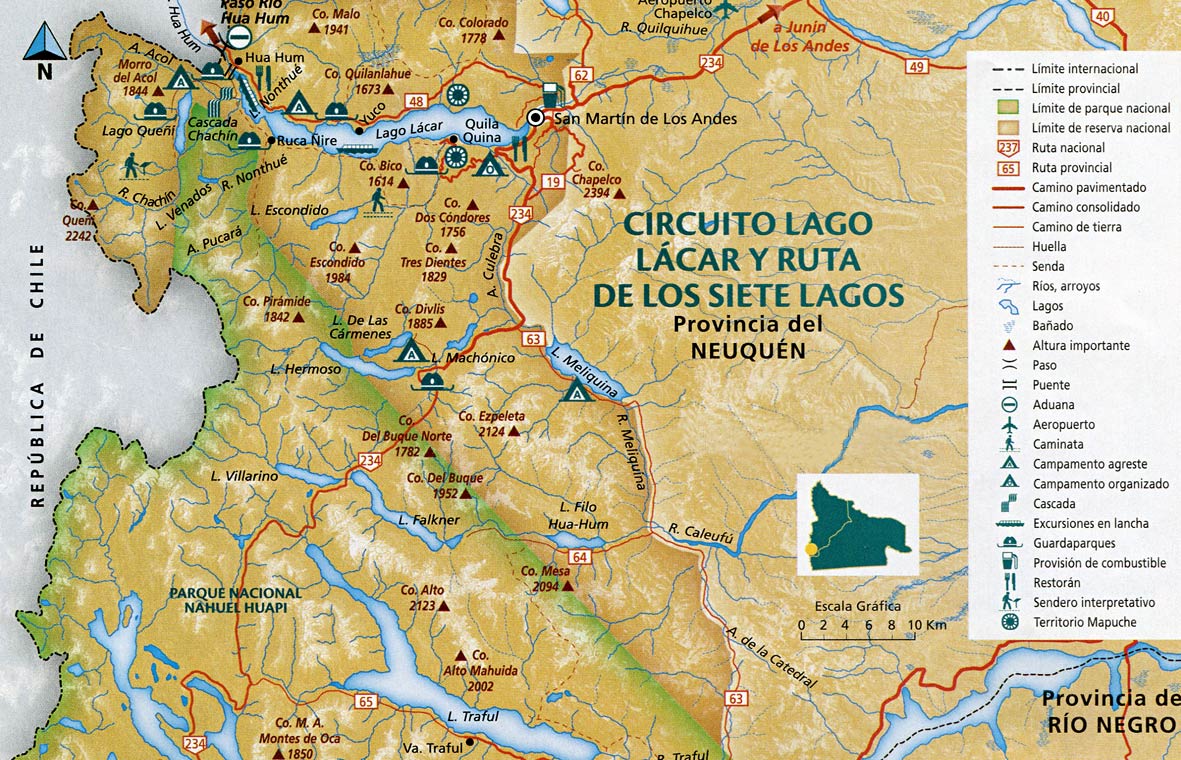 Paso Río
Hua Hum
R. Hua Hum
N
A. Acol
Morro
del Acol
1844
Hua Hum
L. Nonthué
Co. Malo
1941
Co. Colorado
1778
Aeropuerto
Chapelco
R. Quilquihue
a Junin
de Los Andes
40
49
234
62
Co. Quilanlahue
1673
48
Yuco
Lago Queñi
Cascada
Chachín
Ruca Ñire
Lago Lácar
Quila
Quina
San Martín de Los Andes
R. Nonthué
Co. Bico
1614
Co.
Chapelco
2394
19
R. Chachín
L. Venados
Co.
Queñi
2242
L. Escondido
Co.
Dos Cóndores
1756
234
A. Pucará
Co.
Escondido
1984
Co.
Tres Dientes
1829
A. Culebra
CIRCUITO LAGO
LÁCAR Y RUTA
DE LOS SIETE LAGOS
Provincia del
NEUQUÉN
REPÚBLICA DE CHILE
Co. Pirámide
1842
L. De Las
Cármenes
Co. Divlis
1885
63
L. Hermoso
L. Machónico
L. Meliquina
Co.
Del Buque Norte
1782
Co. Ezpeleta
2124
R. Meliquina
234
L. Villarino
Co. Del Buque
1952
L. Falkner
L. Filo
Hua-Hum
R. Caleufú
64
PARQUE NACIONAL
NAHUEL HUAPI
Co. Alto
2123
Co. Mesa
2094
Escala Gráfica
0 2 4 6 8 10 Km
A. de la Catedral
Co.
Alto Mahuida
2002
65
63
L. Traful
Co. M. A.
Montes de Oca
1850
234
Va. Traful
R. Traful
Provincia de
RÍO NEGRO
Límite internacional
Límite provincial
Límite de parque nacional
Límite de reserva nacional
237 Ruta nacional
65 Ruta provincial
Camino pavimentado
Camino consolidado
Camino de tierra
Huella
Senda
Ríos, arroyos
Lagos
Bañado
Altura importante
Paso
Puente
Aduana
Aeropuerto
Caminata
Campamento agreste
Campamento organizado
Cascada
Excursiones en lancha
Guardaparques
Provisión de combustible
Restorán
Sendero interpretativo
Territorio Mapuche